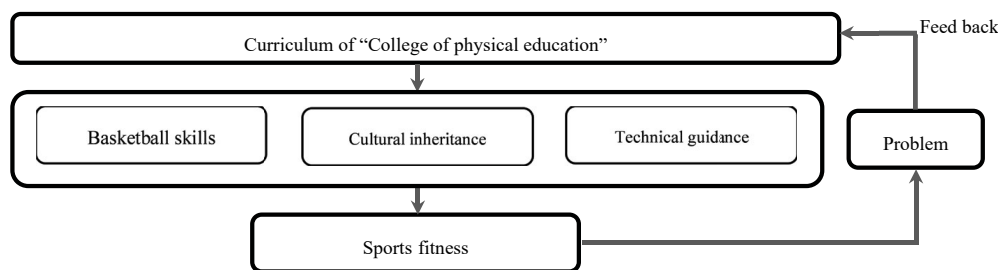 Curriculum of “College of physical education”
Feed back
Basketball skills
Cultural inheritance
Technical guidance
Problem
Sports fitness